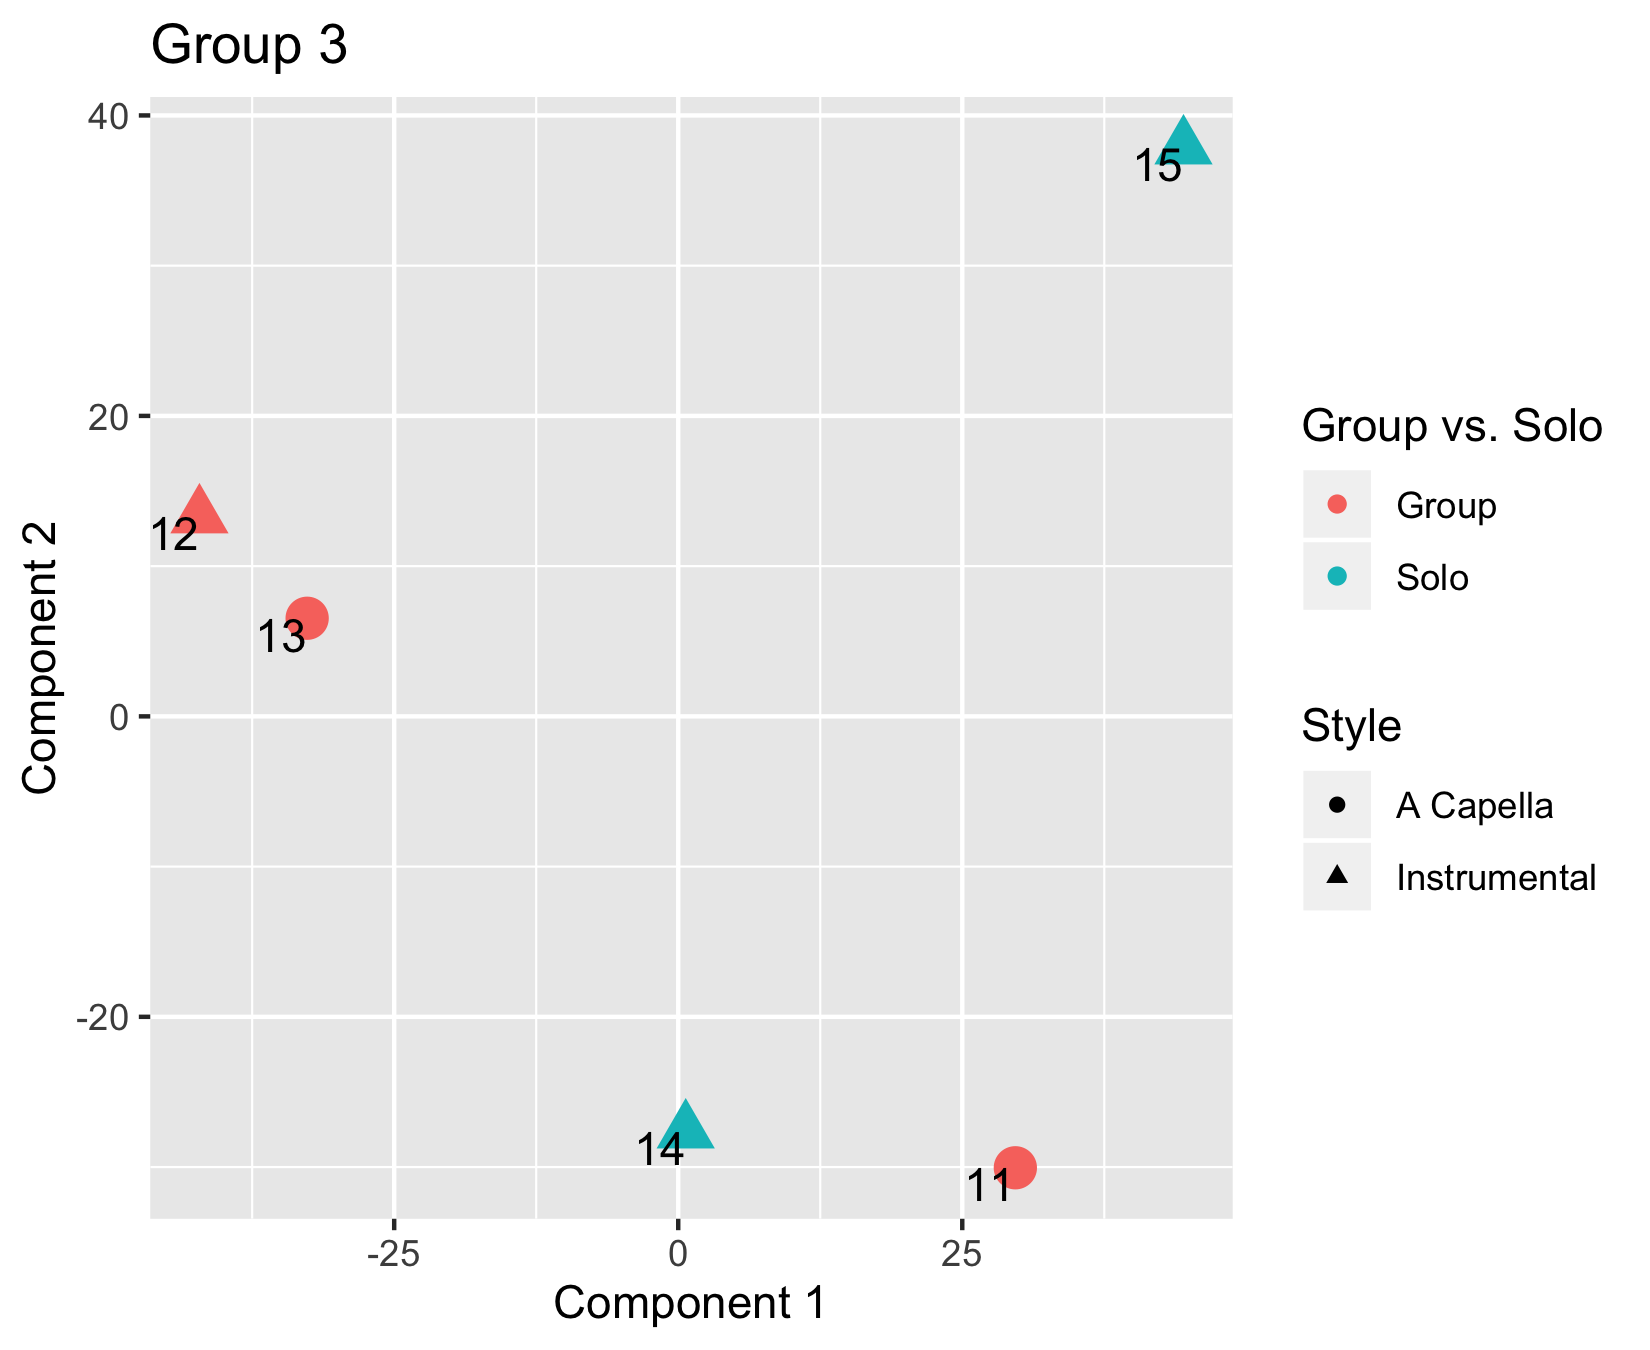 Group 3
40
20
0
-20
Component 2
15
12
13
14
11
-25
0
25
Component 1
Group vs. Solo
Group
Solo
Style
A Capella
Instrumental